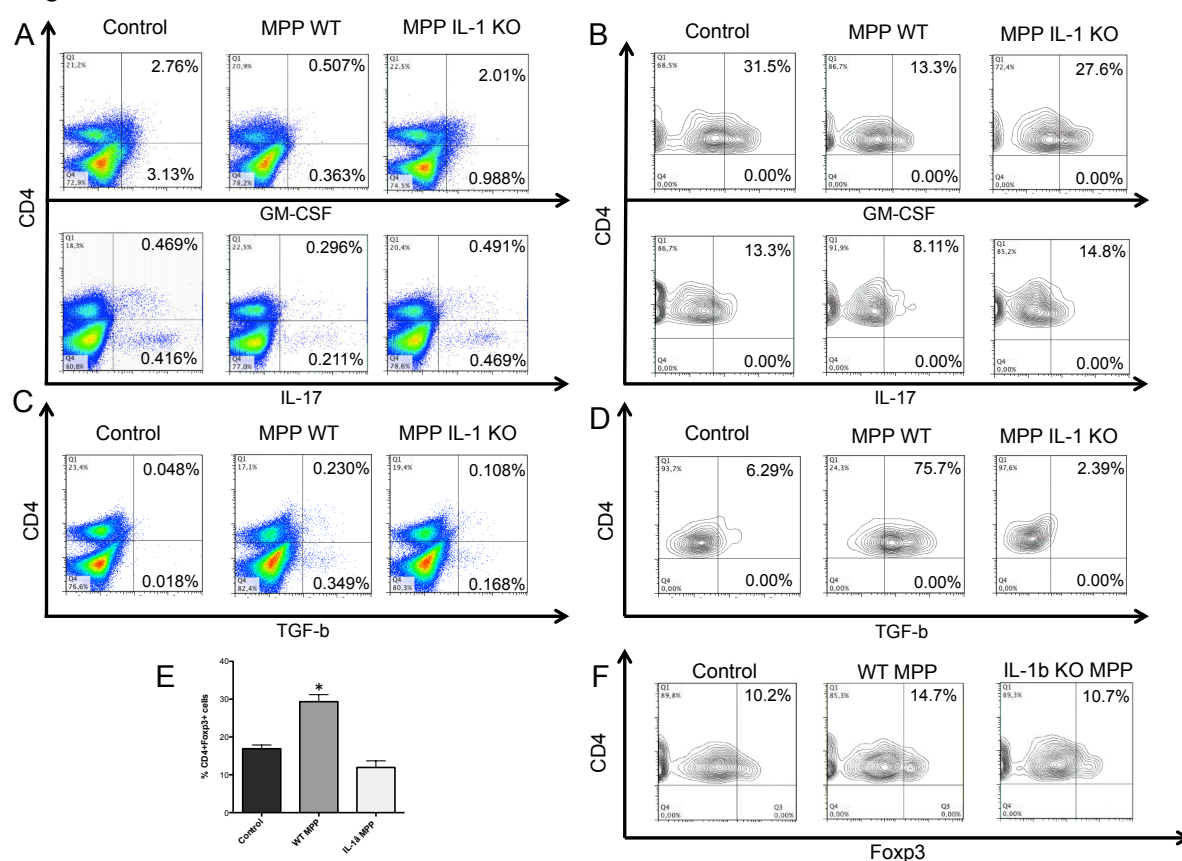 A
Control
MPP WT
MPP IL-1 KO
Q1
21,2%
2.76%
Q4
72,9%
3.13%
Q1
20,9%
0.507%
Q4
78,2%
0.363%
Q1
22,5%
2.01%
Q4
74,5%
0.988%
CD4
GM-CSF
Q1
18,3%
0.469%
Q4
80,8%
0.416%
Q1
22,5%
0.296%
Q4
77,0%
0.211%
Q1
20,4%
0.491%
Q4
78,6%
0.469%
IL-17
B
Control
MPP WT
MPP IL-1 KO
Q1
68,5%
31.5%
Q4
0,00%
0.00%
Q1
86,7%
13.3%
Q4
0,00%
0.00%
Q1
72,4%
27.6%
Q4
0,00%
0.00%
CD4
GM-CSF
Q1
86,7%
13.3%
Q4
0,00%
0.00%
Q1
91,9%
8.11%
Q4
0,00%
0.00%
Q1
85,2%
14.8%
Q4
0,00%
0.00%
IL-17
C
Control
MPP WT
MPP IL-1 KO
Q1
23,4%
0.048%
Q4
76,6%
0.018%
Q1
17,1%
0.230%
Q4
82,4%
0.349%
Q1
19,4%
0.108%
Q4
80,3%
0.168%
CD4
TGF-b
D
Control
MPP WT
MPP IL-1 KO
Q1
93,7%
6.29%
Q4
0,00%
0.00%
Q1
24,3%
75.7%
Q4
0,00%
0.00%
Q1
97,6%
2.39%
Q4
0,00%
0.00%
CD4
TGF-b
E
% CD4+Foxp3+ cells
40
30
20
10
0
*
Control
WT MPP
IL-1â MPP
F
Control
WT MPP
IL-1b KO MPP
Q1
89,8%
10.2%
Q4
0,00%
Q3
0,00%
Q1
85,3%
14.7%
Q4
0,00%
Q3
0,00%
Q1
89,3%
10.7%
Q4
0,00%
CD4
Foxp3